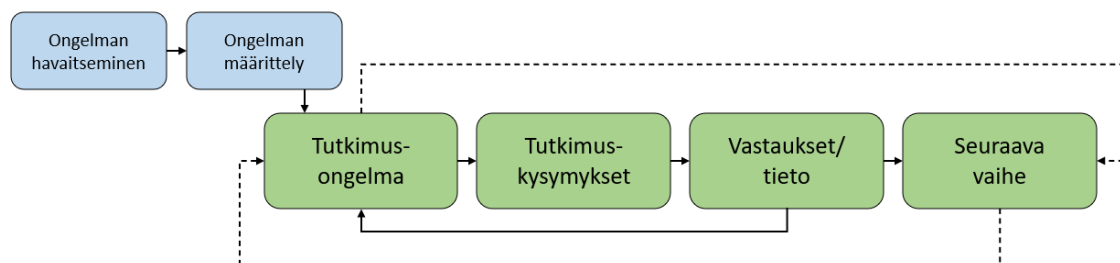 Ongelman
havaitseminen
Ongelman
määrittely
Tutkimus-
ongelma
Tutkimus-
kysymykset
Vastaukset/
tieto
Seuraava
vaihe